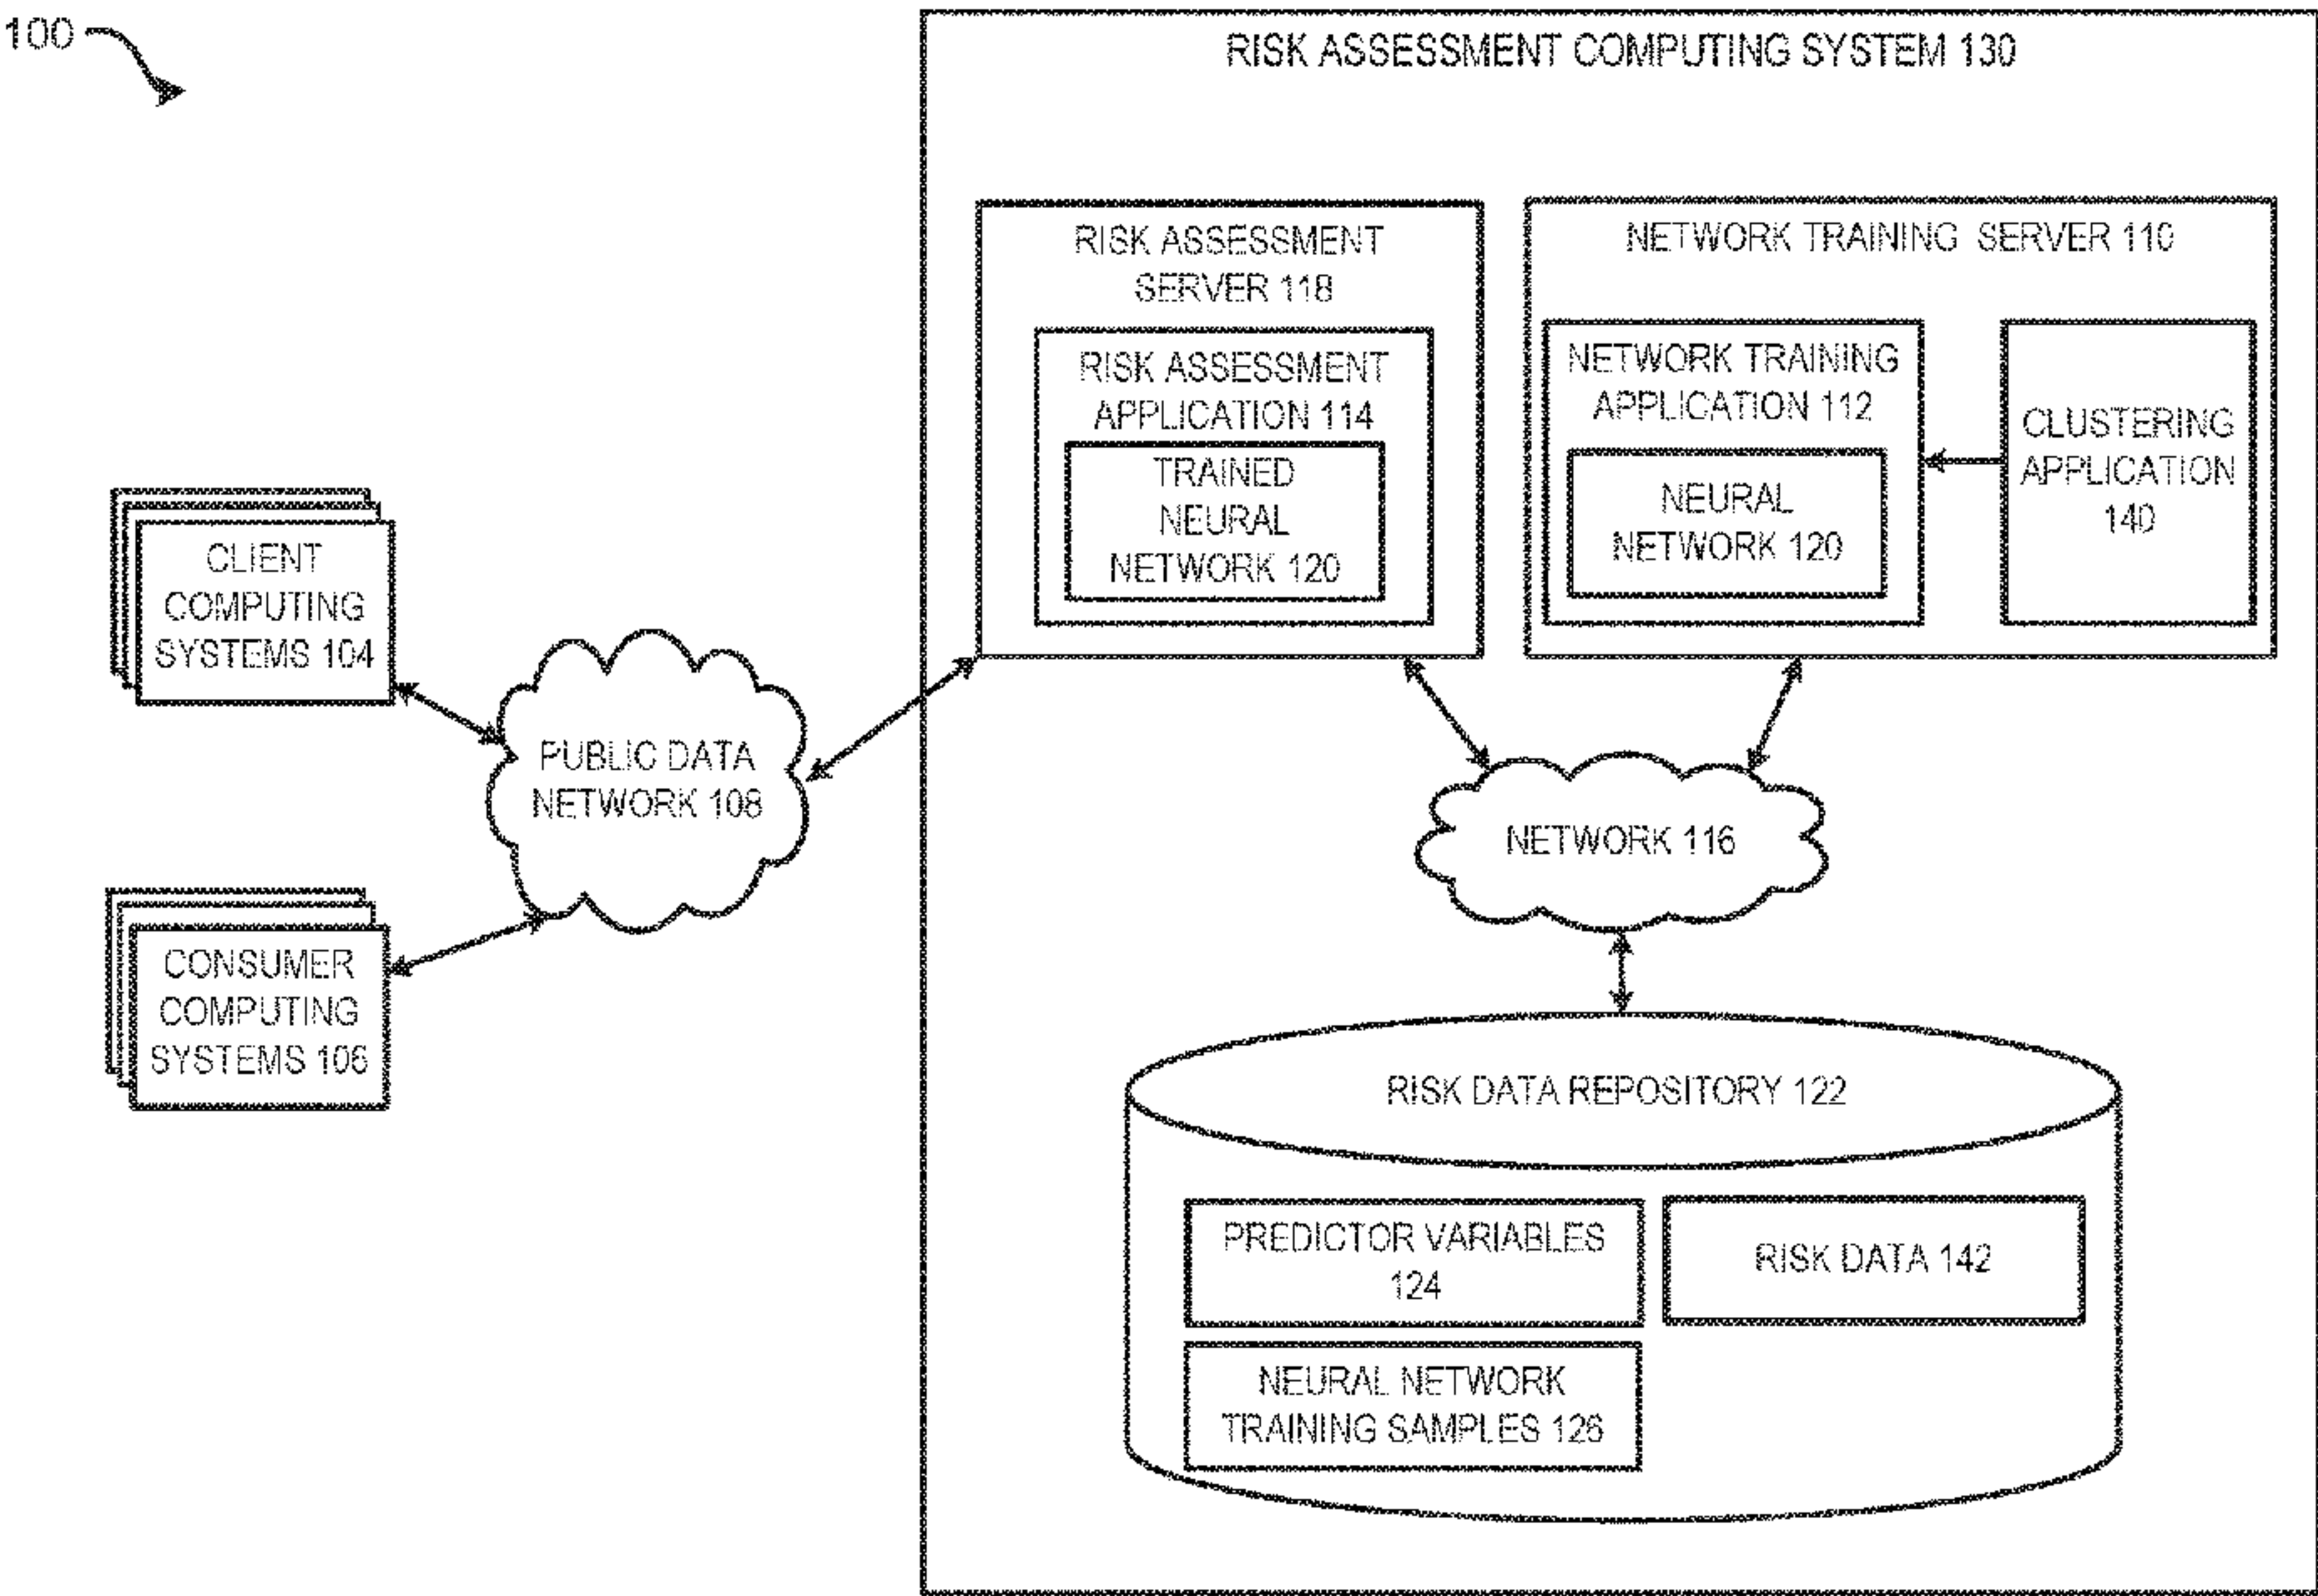 100
RISK ASSESSMENT COMPUTING SYSTEM 130
RISK ASSESSMENT
SERVER 118
RISK ASSESSMENT
APPLICATION 114
TRAINED
NEURAL
NETWORK 120
NETWORK TRAINING SERVER 110
NETWORK TRAINING
APPLICATION 112
NEURAL
NETWORK 120
CLUSTERING
APPLICATION
140
CLIENT
COMPUTING
SYSTEMS 104
PUBLIC DATA
NETWORK 108
CONSUMER
COMPUTING
SYSTEMS 106
NETWORK 116
RISK DATA REPOSITORY 122
PREDICTOR VARIABLES
124
RISK DATA 142
NEURAL NETWORK
TRAINING SAMPLES 126